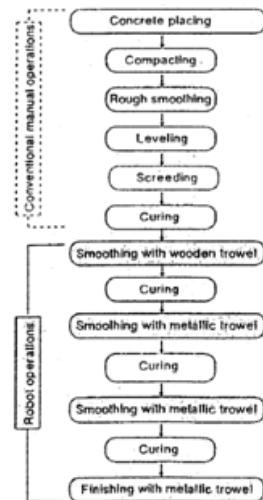 Conventional manual operations
Concrete placing
Compacting
Rough smoothing
Leveling
Screeding
Curing
Robot operations
Smoothing with wooden trowel
Curing
Smoothing with metallic trowel
Curing
Smoothing with metallic trowel
Curing
Finishing with metallic trowel